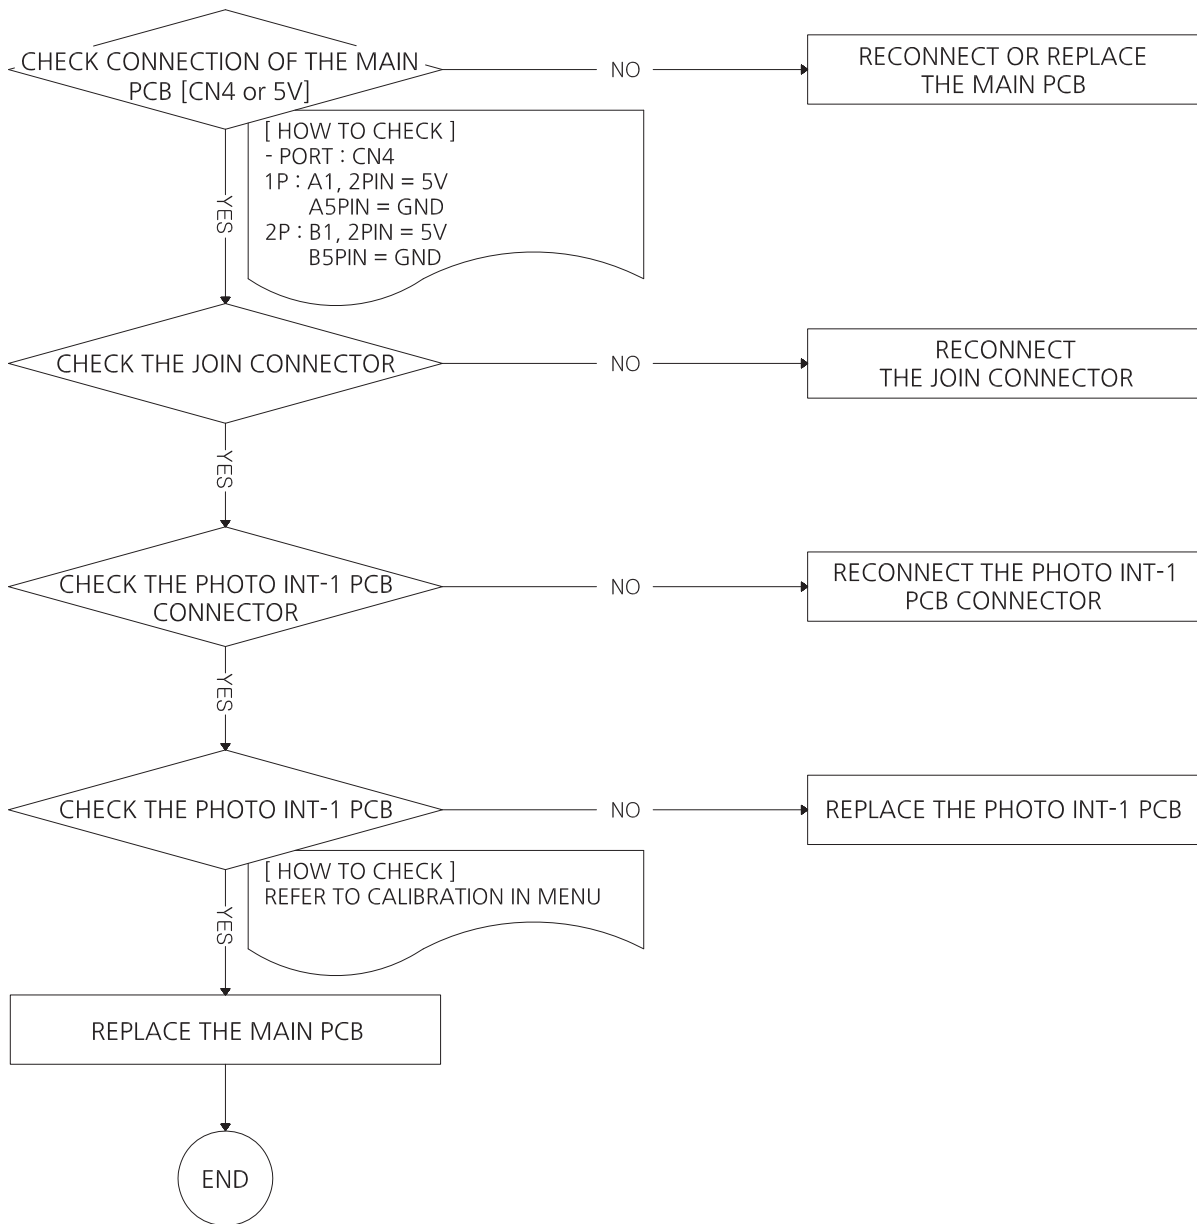 CHECK CONNECTION OF THE MAIN
PCB [CN4 or 5V]
NO
RECONNECT OR REPLACE
THE MAIN PCB
[ HOW TO CHECK ]
- PORT : CN4
1P : A1, 2PIN = 5V
A5PIN = GND
2P : B1, 2PIN = 5V
B5PIN = GND
YES
CHECK THE JOIN CONNECTOR
NO
RECONNECT
THE JOIN CONNECTOR
YES
CHECK THE PHOTO INT-1 PCB
CONNECTOR
NO
RECONNECT THE PHOTO INT-1
PCB CONNECTOR
YES
CHECK THE PHOTO INT-1 PCB
NO
REPLACE THE PHOTO INT-1 PCB
[ HOW TO CHECK ]
REFER TO CALIBRATION IN MENU
YES
REPLACE THE MAIN PCB
END